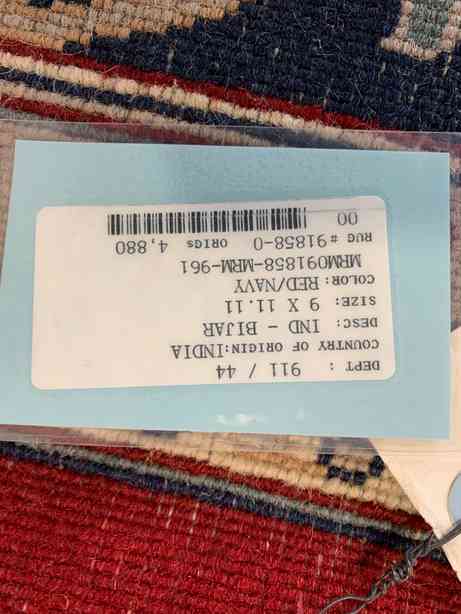 DEPT : 911 / 44
COUNTRY OF ORIGIN:INDIA
DESC: IND - BIJAR
SIZE: 9 X 11.11
COLOR: RED/NAVY
MRM091858-MRM-961
RUG # 91858-0 ORIG$ 4,880
00